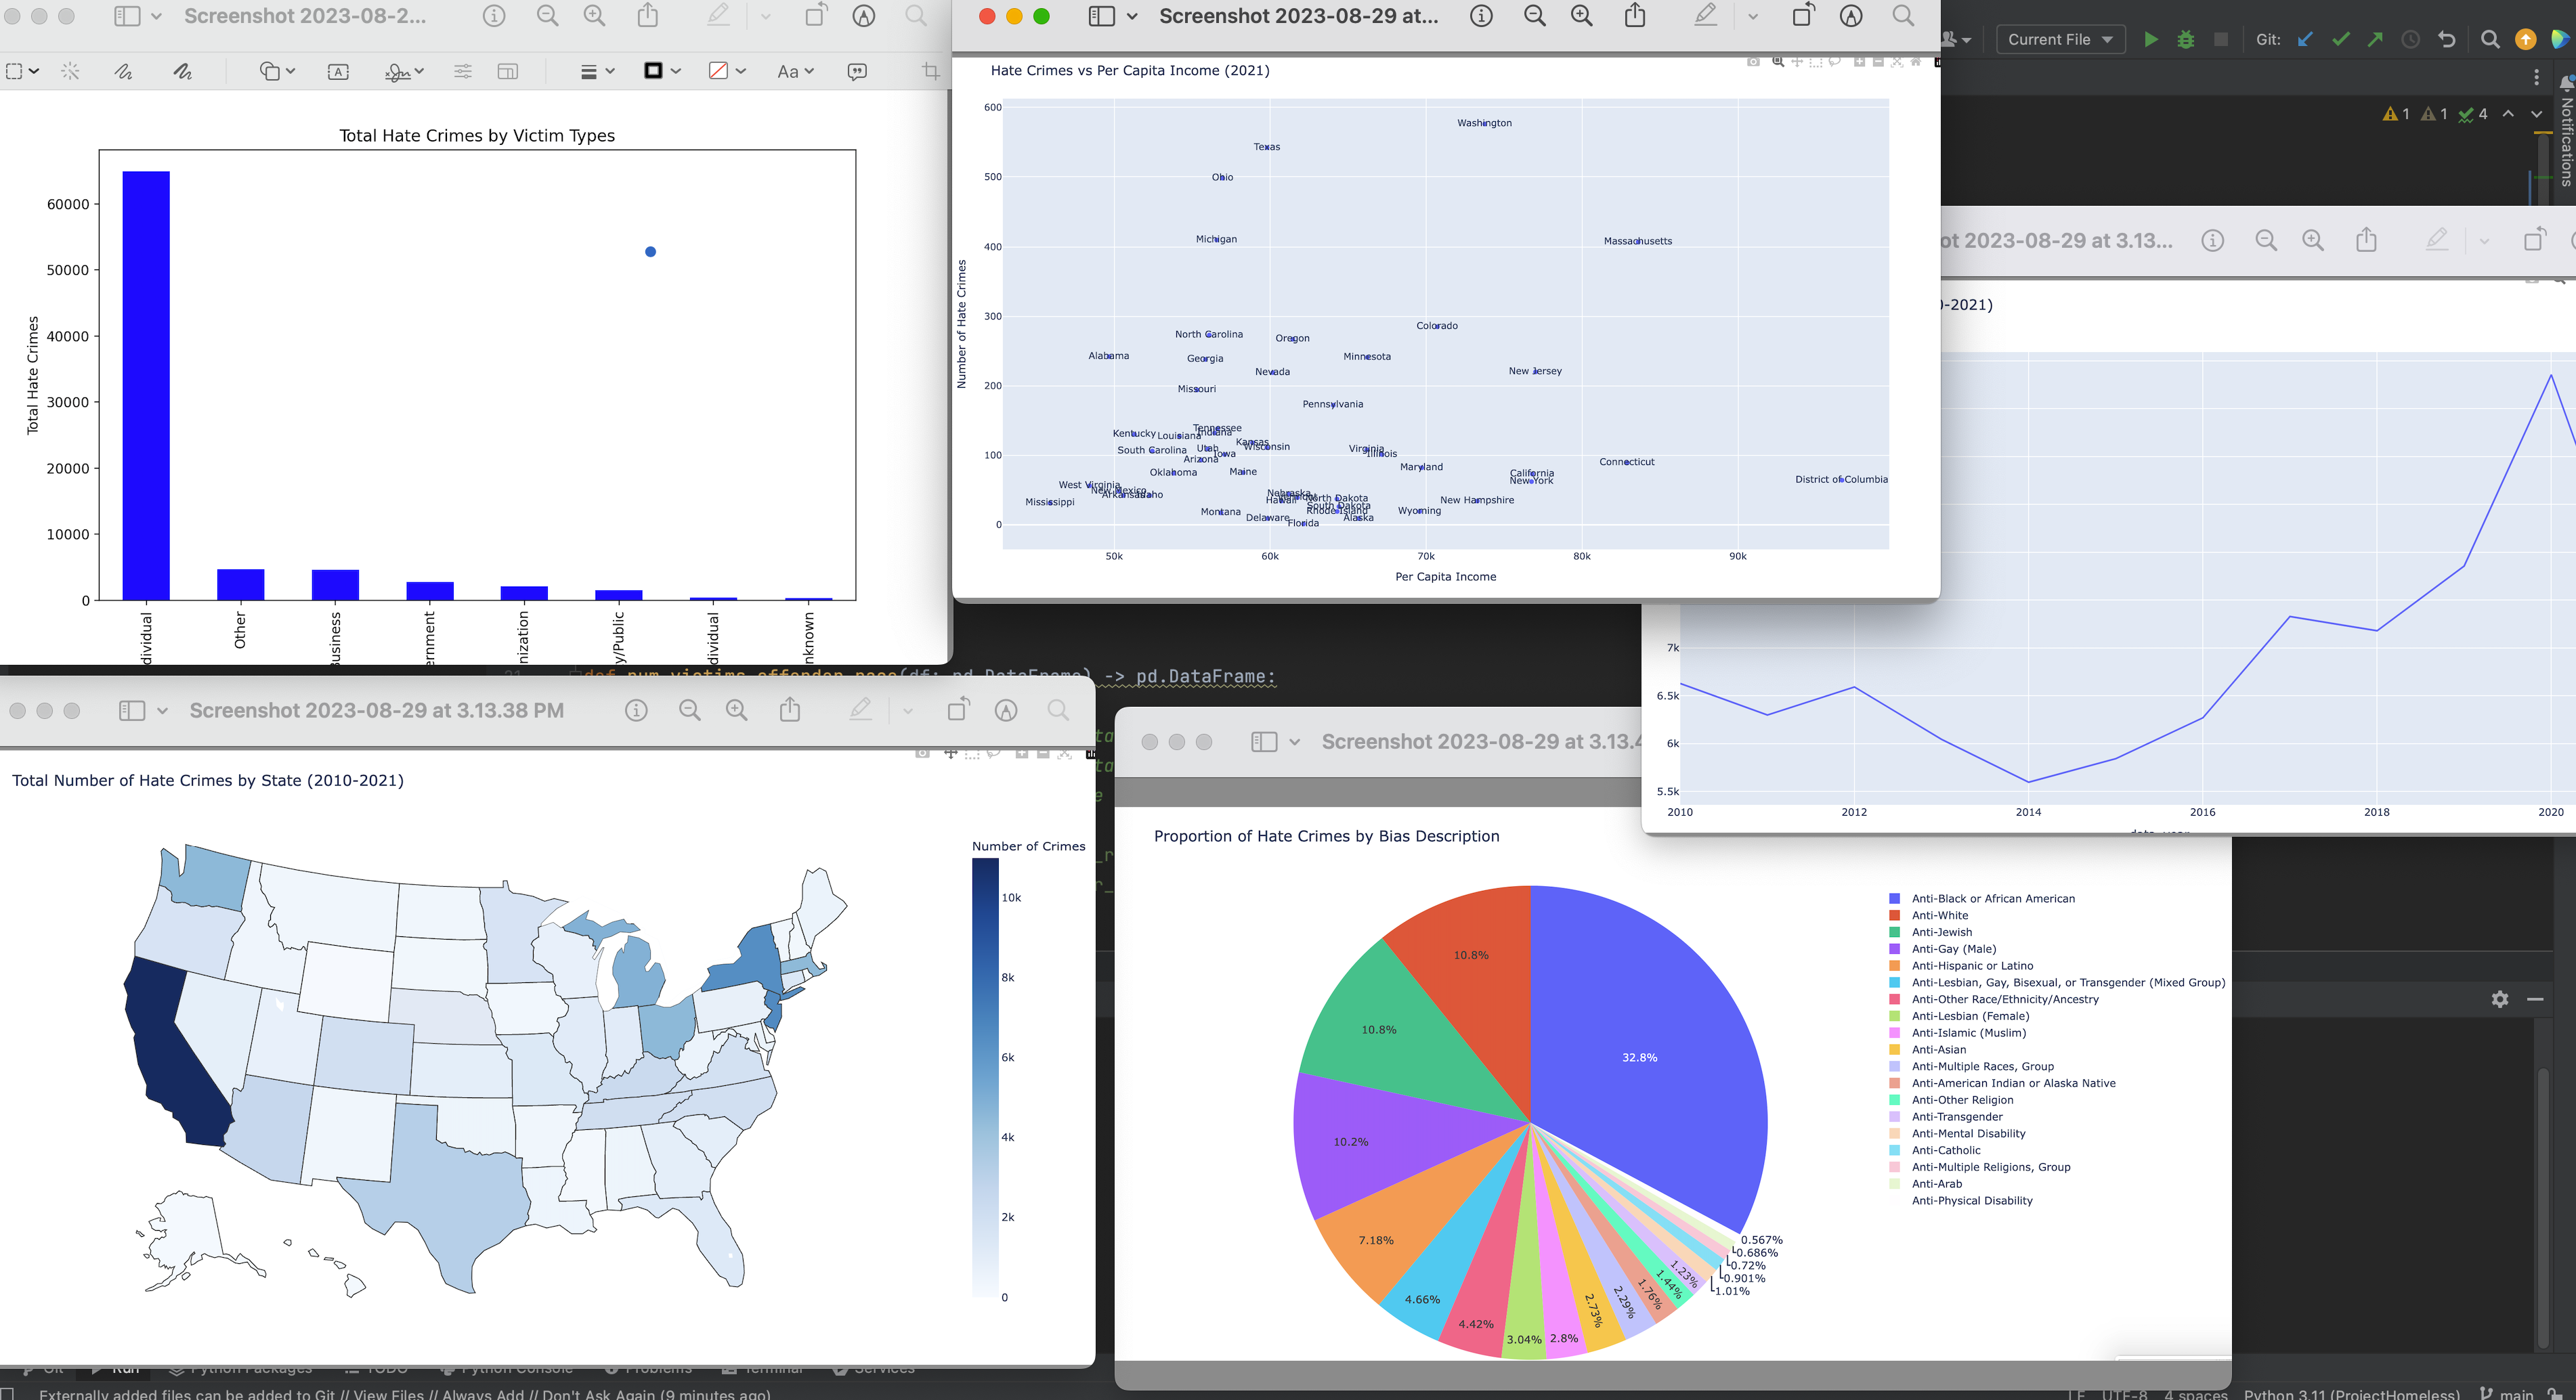 Screenshot 2023-08-2...
Total Hate Crimes by Victim Types
Total Hate Crimes
60000
50000
40000
30000
20000
10000
0
dividual
Other
usiness
ernment
nization
y/Public
dividual
nknown
Screenshot 2023-08-29 at...
Hate Crimes vs Per Capita Income (2021)
Number of Hate Crimes
600
500
400
300
200
100
0
Washington
Texas
Ohio
Michigan
Massachusetts
Colorado
North Carolina
Oregon
Alabama
Georgia
Minnesota
Nevada
New Jersey
Missouri
Pennsylvania
Tennessee
Indiana
Kentucky
Louisiana
Kansas
Wisconsin
South Carolina
Utah
Iowa
Virginia
Illinois
Arizona
Connecticut
Maryland
Oklahoma
Maine
California
New York
District of Columbia
West Virginia
New Mexico
Arkansas
Idaho
Mississippi
Nebraska
Hawaii
North Dakota
South Dakota
Rhode Island
New Hampshire
Montana
Delaware
Florida
Alaska
Wyoming
50k
60k
70k
80k
90k
Per Capita Income
Current File
Git:
1
1
4
Notifications
ot 2023-08-29 at 3.13...
0-2021)
7k
6.5k
6k
5.5k
2010
2012
2014
2016
2018
2020
-> pd.DataFrame:
Screenshot 2023-08-29 at 3.13.38 PM
Total Number of Hate Crimes by State (2010-2021)
Number of Crimes
10k
8k
6k
4k
2k
0
Screenshot 2023-08-29 at 3.13.4
Proportion of Hate Crimes by Bias Description
32.8%
10.8%
10.8%
10.2%
7.18%
4.66%
4.42%
3.04%
2.8%
2.73%
2.29%
1.76%
1.44%
1.23%
1.01%
0.901%
0.72%
0.686%
0.567%
Anti-Black or African American
Anti-White
Anti-Jewish
Anti-Gay (Male)
Anti-Hispanic or Latino
Anti-Lesbian, Gay, Bisexual, or Transgender (Mixed Group)
Anti-Other Race/Ethnicity/Ancestry
Anti-Lesbian (Female)
Anti-Islamic (Muslim)
Anti-Asian
Anti-Multiple Races, Group
Anti-American Indian or Alaska Native
Anti-Other Religion
Anti-Transgender
Anti-Mental Disability
Anti-Catholic
Anti-Multiple Religions, Group
Anti-Arab
Anti-Physical Disability
Git
Run
Python Packages
TODO
Python Console
Problems
Terminal
Services
Externally added files can be added to Git // View Files // Always Add // Don't Ask Again (9 minutes ago)
LF UTF-8 4 spaces Python 3.11 (ProjectHomeless) main